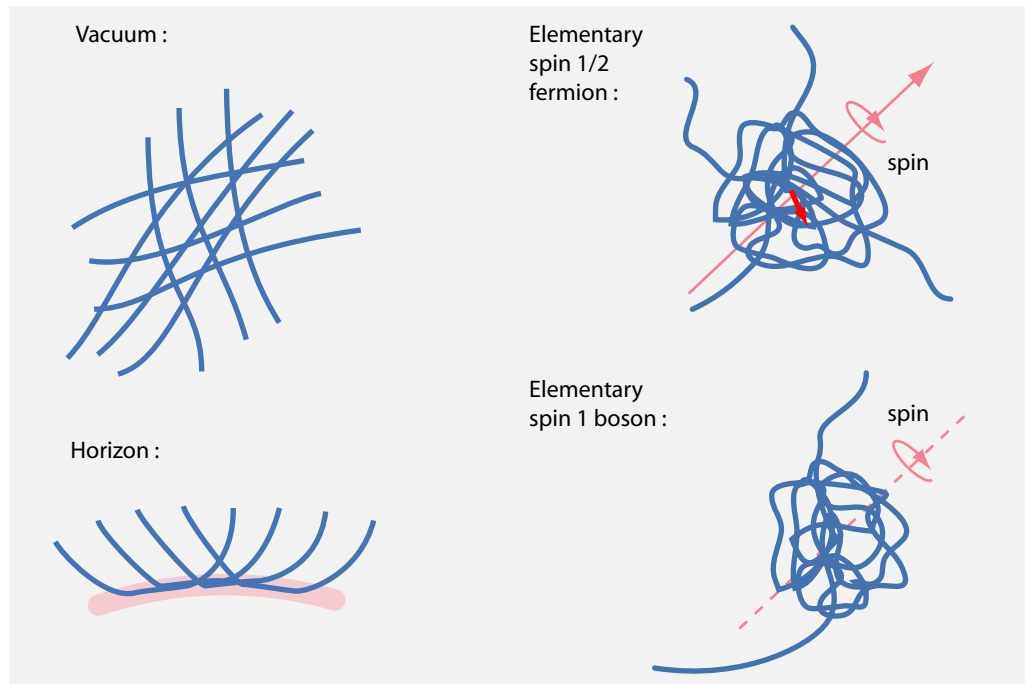 Vacuum :
Elementary
spin 1/2
fermion :
spin
Elementary
spin 1 boson :
spin
Horizon :